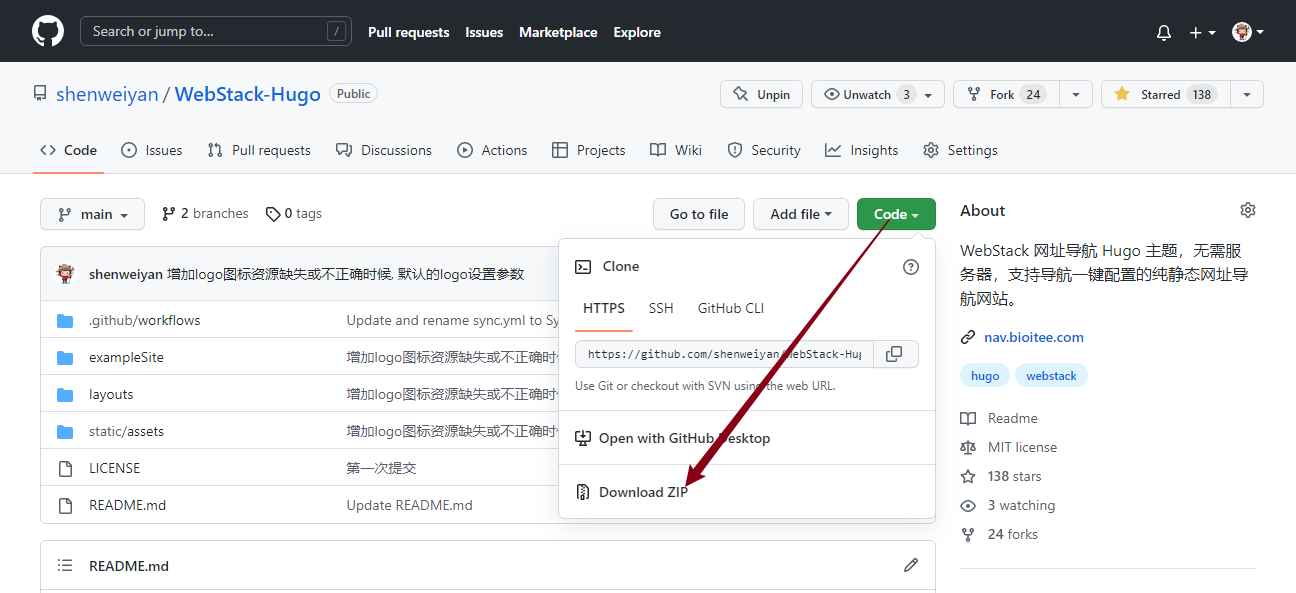 Search or jump to... / Pull requests Issues Marketplace Explore
shenweiyan / WebStack-Hugo Public Unpin Unwatch 3 Fork 24 Starred 138
Code Issues Pull requests Discussions Actions Projects Wiki Security Insights Settings
main 2 branches 0 tags Go to file Add file Code
shenweiyan 增加logo图标资源缺失或不正确时候, 默认的logo设置参数
.github/workflows Update and rename sync.yml to Sy
exampleSite 增加logo图标资源缺失或不正确时
layouts 增加logo图标资源缺失或不正确时
static/assets 增加logo图标资源缺失或不正确时
LICENSE 第一次提交
README.md Update README.md
README.md
Clone
HTTPS SSH GitHub CLI
https://github.com/shenweiyan/WebStack-Hug
Use Git or checkout with SVN using the web URL.
Open with GitHub Desktop
Download ZIP
About
WebStack 网址导航 Hugo 主题，无需服
务器，支持导航一键配置的纯静态网址导
航网站。
nav.bioitee.com
hugo webstack
Readme
MIT license
138 stars
3 watching
24 forks